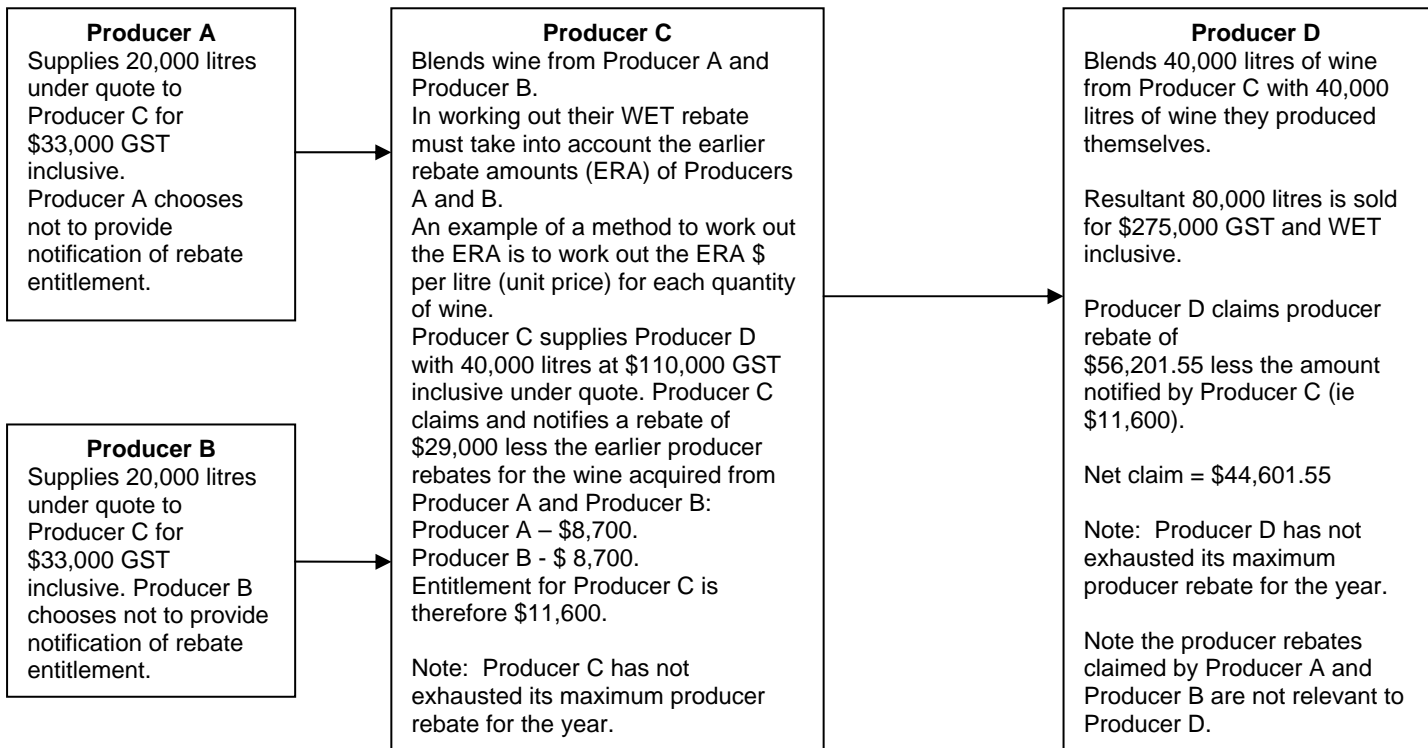 Producer A
Supplies 20,000 litres
under quote to
Producer C for
$33,000 GST
inclusive.
Producer A chooses
not to provide
notification of rebate
entitlement.
Producer B
Supplies 20,000 litres
under quote to
Producer C for
$33,000 GST
inclusive. Producer B
chooses not to provide
notification of rebate
entitlement.
Producer C
Blends wine from Producer A and
Producer B.
In working out their WET rebate
must take into account the earlier
rebate amounts (ERA) of Producers
A and B.
An example of a method to work out
the ERA is to work out the ERA $
per litre (unit price) for each quantity
of wine.
Producer C supplies Producer D
with 40,000 litres at $110,000 GST
inclusive under quote. Producer C
claims and notifies a rebate of
$29,000 less the earlier producer
rebates for the wine acquired from
Producer A and Producer B:
Producer A – $8,700.
Producer B - $ 8,700.
Entitlement for Producer C is
therefore $11,600.
Note: Producer C has not
exhausted its maximum producer
rebate for the year.
Producer D
Blends 40,000 litres of wine
from Producer C with 40,000
litres of wine they produced
themselves.
Resultant 80,000 litres is sold
for $275,000 GST and WET
inclusive.
Producer D claims producer
rebate of
$56,201.55 less the amount
notified by Producer C (ie
$11,600).
Net claim = $44,601.55
Note: Producer D has not
exhausted its maximum
producer rebate for the year.
Note the producer rebates
claimed by Producer A and
Producer B are not relevant to
Producer D.